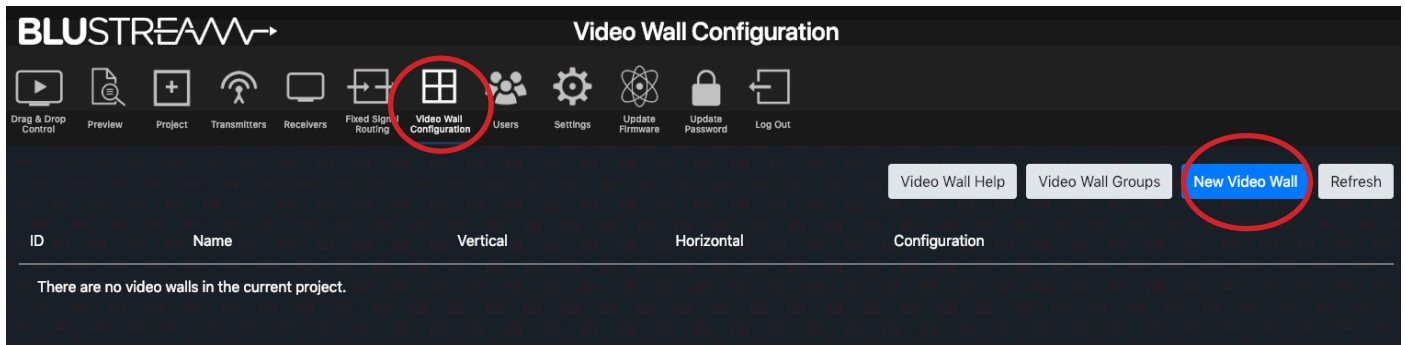 BLUSTREAM
Video Wall Configuration
Drag & Drop Control
Preview
Project
Transmitters
Receivers
Fixed Signal Routing
Video Wall Configuration
Users
Settings
Update Firmware
Update Password
Log Out
Video Wall Help
Video Wall Groups
New Video Wall
Refresh
ID Name Vertical Horizontal Configuration
There are no video walls in the current project.